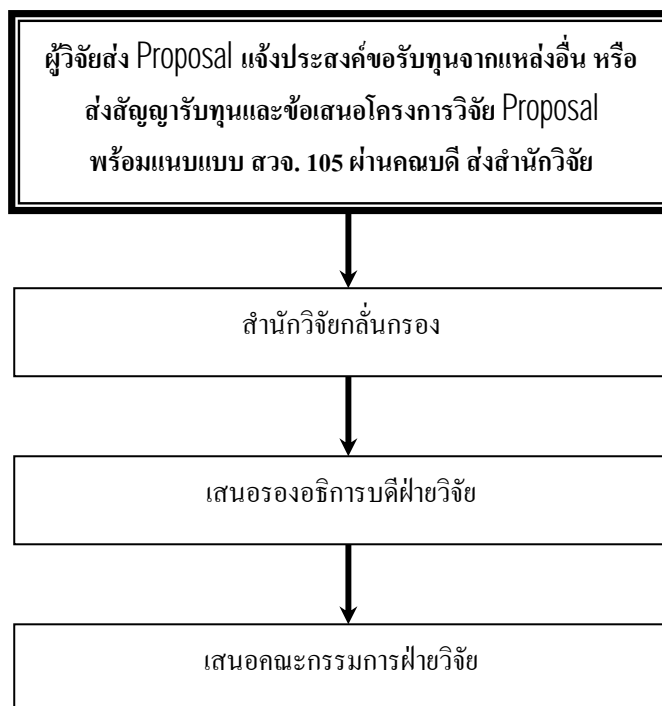 ผู้วิจัยส่ง Proposal แจ้งประสงค์ขอรับทุนจากแหล่งอื่น หรือ
ส่งสัญญารับทุนและข้อเสนอโครงการวิจัย Proposal
พร้อมแนบแบบ สวจ. 105 ผ่านคณบดี ส่งสำนักวิจัย
สำนักวิจัยกลั่นกรอง
เสนอรองอธิการบดีฝ่ายวิจัย
เสนอคณะกรรมการฝ่ายวิจัย